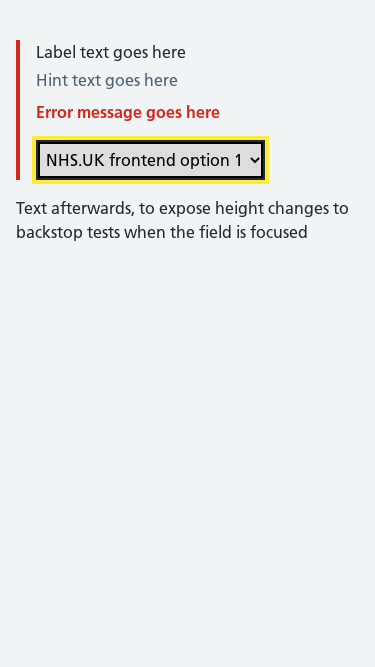 Label text goes here
Hint text goes here
Error message goes here
NHS.UK frontend option 1
Text afterwards, to expose height changes to
backstop tests when the field is focused